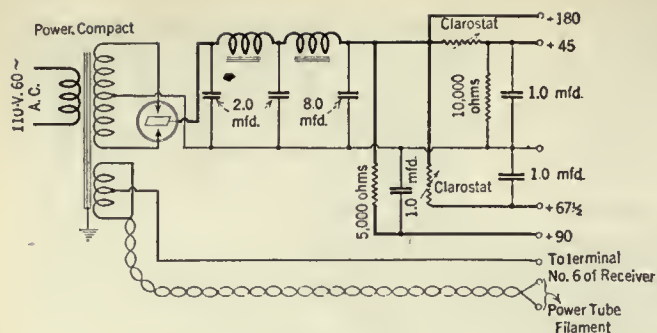 Power Compact
110-V. 60~
A.C.
2.0
mfd.
8.0
mfd.
Clarostat
+180
+45
10,000
ohms
1.0 mfd.
5,000 ohms
1.0
mfd.
Clarostat
1.0 mfd.
+67½
+90
To Terminal
No. 6 of Receiver
Power Tube
Filament